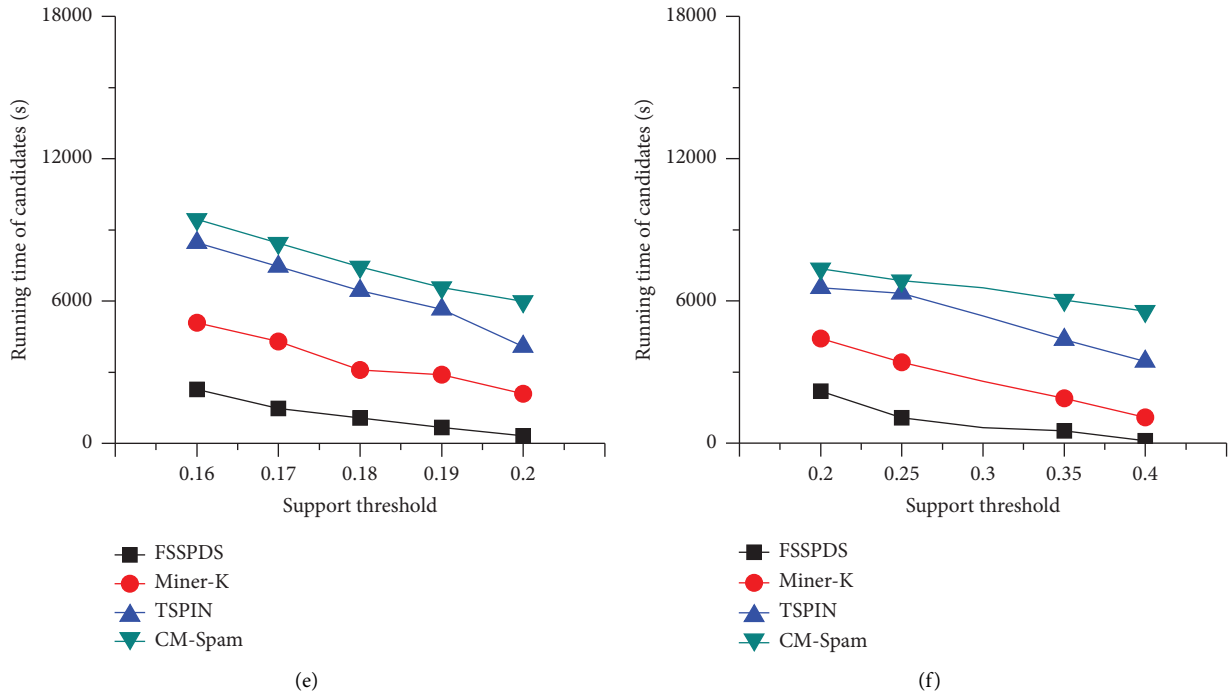 18000
12000
6000
0
Running time of candidates (s)
0.16 0.17 0.18 0.19 0.2
Support threshold
FSSPDS
Miner-K
TSPIN
CM-Spam
(e)
18000
12000
6000
0
Running time of candidates (s)
0.2 0.25 0.3 0.35 0.4
Support threshold
FSSPDS
Miner-K
TSPIN
CM-Spam
(f)